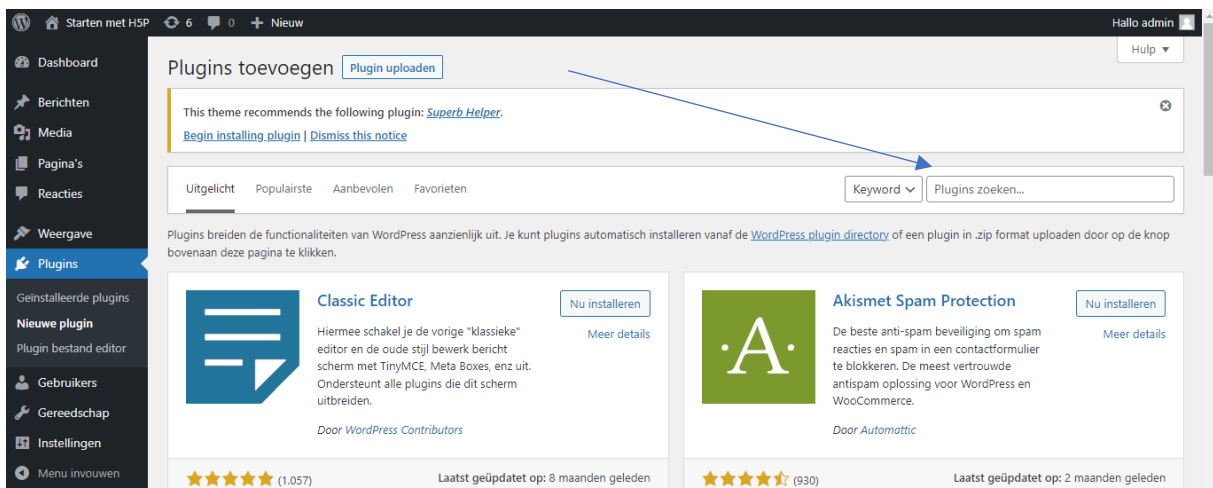 Starten met H5P 6 0 + Nieuw Hallo admin
Hulp ▼
Dashboard
Berichten
Media
Pagina's
Reacties
Weergave
Plugins
Geïnstalleerde plugins
Nieuwe plugin
Plugin bestand editor
Gebruikers
Gereedschap
Instellingen
Menu invouwen
Plugins toevoegen Plugin uploaden
This theme recommends the following plugin: Superb Helper.
Begin installing plugin | Dismiss this notice
Uitgelicht Populairste Aanbevolen Favorieten Keyword Plugins zoeken...
Plugins breiden de functionaliteiten van WordPress aanzienlijk uit. Je kunt plugins automatisch installeren vanaf de WordPress plugin directory of een plugin in .zip format uploaden door op de knop
bovenaan deze pagina te klikken.
Classic Editor
Nu installeren
Meer details
Hiermee schakel je de vorige "klassieke"
editor en de oude stijl bewerk bericht
scherm met TinyMCE, Meta Boxes, enz uit.
Ondersteunt alle plugins die dit scherm
uitbreiden.
Door WordPress Contributors
(1.057)
Laatst geüpdatet op: 8 maanden geleden
·A·
Akismet Spam Protection
Nu installeren
Meer details
De beste anti-spam beveiliging om spam
reacties en spam in een contactformulier
te blokkeren. De meest vertrouwde
antispam oplossing voor WordPress en
WooCommerce.
Door Automattic
(930)
Laatst geüpdatet op: 2 maanden geleden